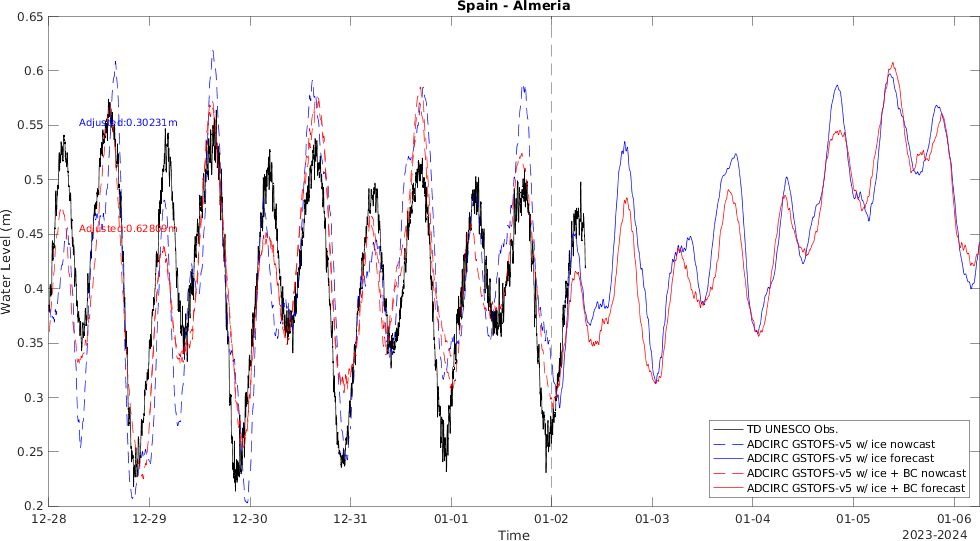 Spain - Almeria
0.65
0.6
0.55
0.5
0.45
0.4
0.35
0.3
0.25
0.2
Water Level (m)
Adjusted:0.30231m
Adjusted:0.62809m
TD UNESCO Obs.
ADCIRC GSTOFS-v5 w/ ice nowcast
ADCIRC GSTOFS-v5 w/ ice forecast
ADCIRC GSTOFS-v5 w/ ice + BC nowcast
ADCIRC GSTOFS-v5 w/ ice + BC forecast
12-28 12-29 12-30 12-31 01-01 01-02 01-03 01-04 01-05 01-06
Time
2023-2024